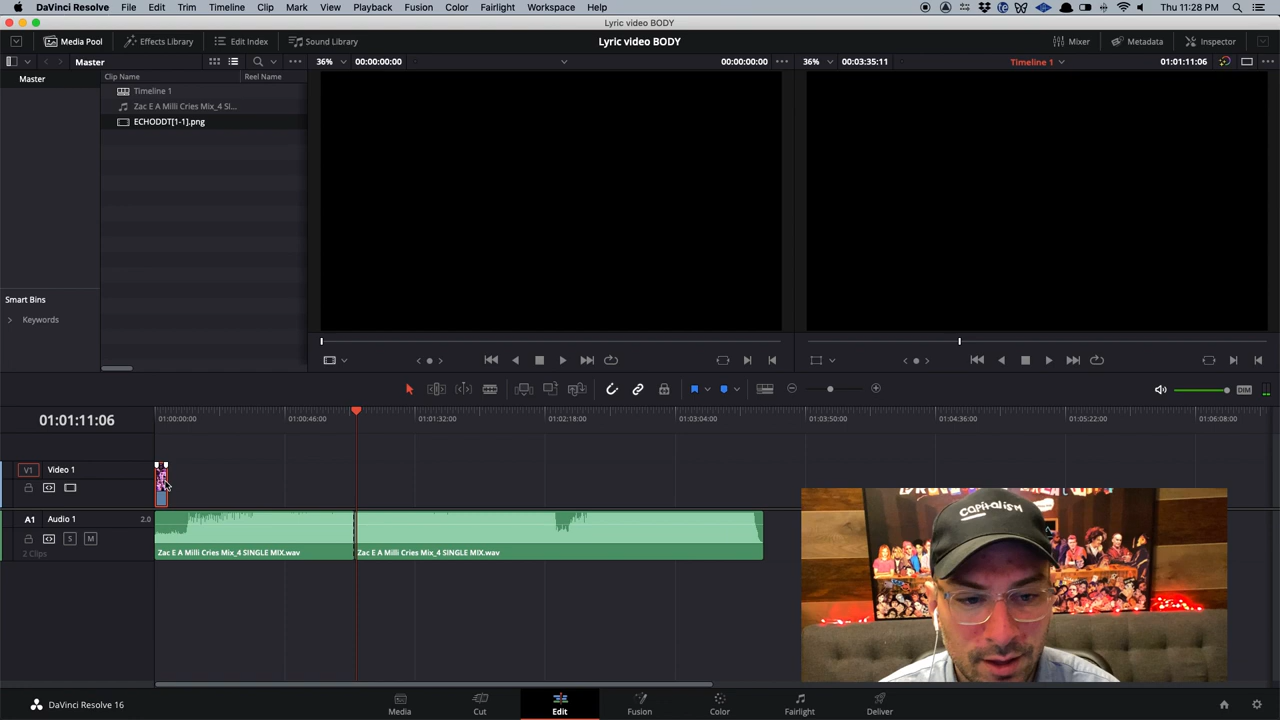 DaVinci Resolve File Edit Trim Timeline Clip Mark View Playback Fusion Color Fairlight Workspace Help Thu 11:28 PM
Lyric video BODY
Media Pool Effects Library Edit Index Sound Library Lyric video BODY Mixer Metadata Inspector
Master 36% 00:00:00:00 00:00:00:00 36% 00:03:35:11 Timeline 1 01:01:11:06
Master Clip Name Reel Name
Timeline 1
Zac E A Milli Cries Mix_4 Si...
ECHODDT[1-1].png
Smart Bins
Keywords
DIM
01:01:11:06 01:00:00:00 01:00:46:00 01:01:32:00 01:02:18:00 01:03:04:00 01:03:50:00 01:04:36:00 01:05:22:00 01:06:08:00
V1 Video 1
A1 Audio 1 2.0
S M
2 Clips Zac E A Milli Cries Mix_4 SINGLE MIX.wav Zac E A Milli Cries Mix_4 SINGLE MIX.wav
capitalism
DaVinci Resolve 16 Media Cut Edit Fusion Color Fairlight Deliver